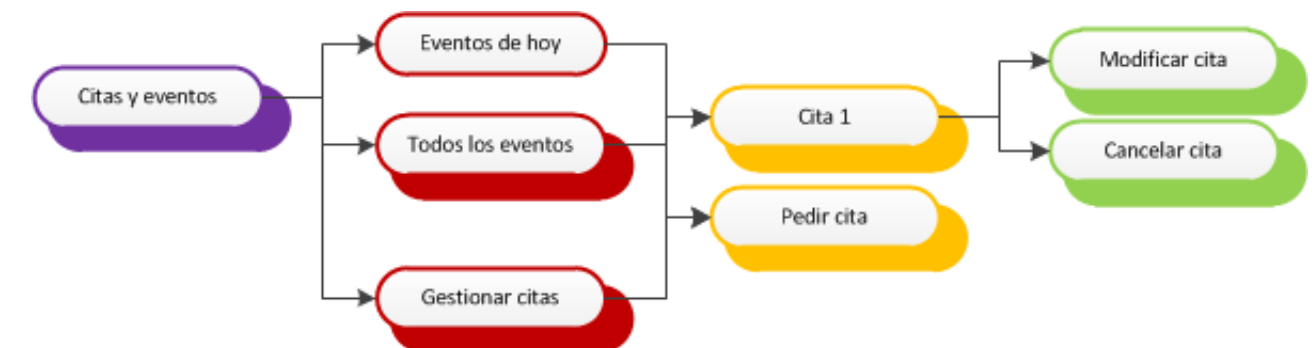 Citas y eventos
Eventos de hoy
Todos los eventos
Gestionar citas
Cita 1
Pedir cita
Modificar cita
Cancelar cita